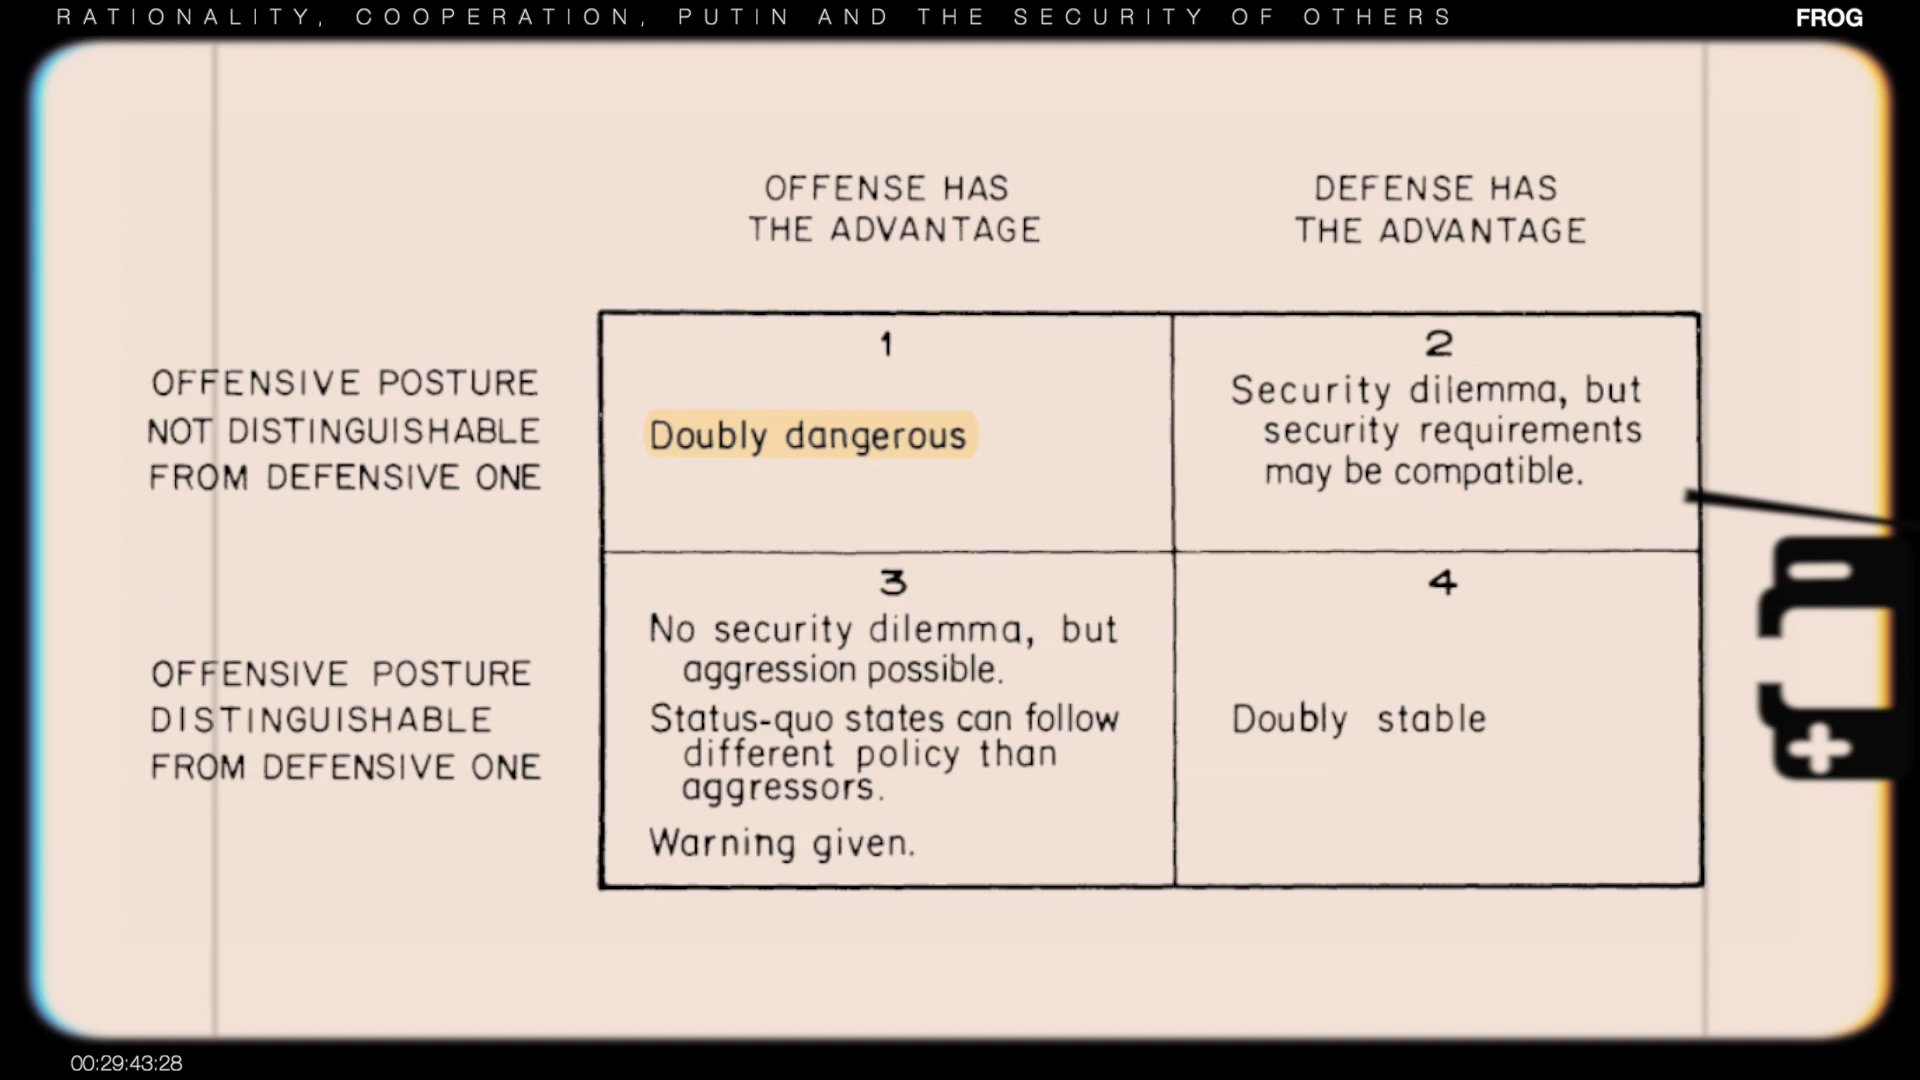 RATIONALITY, COOPERATION, PUTIN AND THE SECURITY OF OTHERS
FROG
OFFENSE HAS
THE ADVANTAGE
DEFENSE HAS
THE ADVANTAGE
OFFENSIVE POSTURE
NOT DISTINGUISHABLE
FROM DEFENSIVE ONE
1
Doubly dangerous
2
Security dilemma, but
security requirements
may be compatible.
OFFENSIVE POSTURE
DISTINGUISHABLE
FROM DEFENSIVE ONE
3
No security dilemma, but
aggression possible.
Status-quo states can follow
different policy than
aggressors.
Warning given.
4
Doubly stable
00:29:43:28